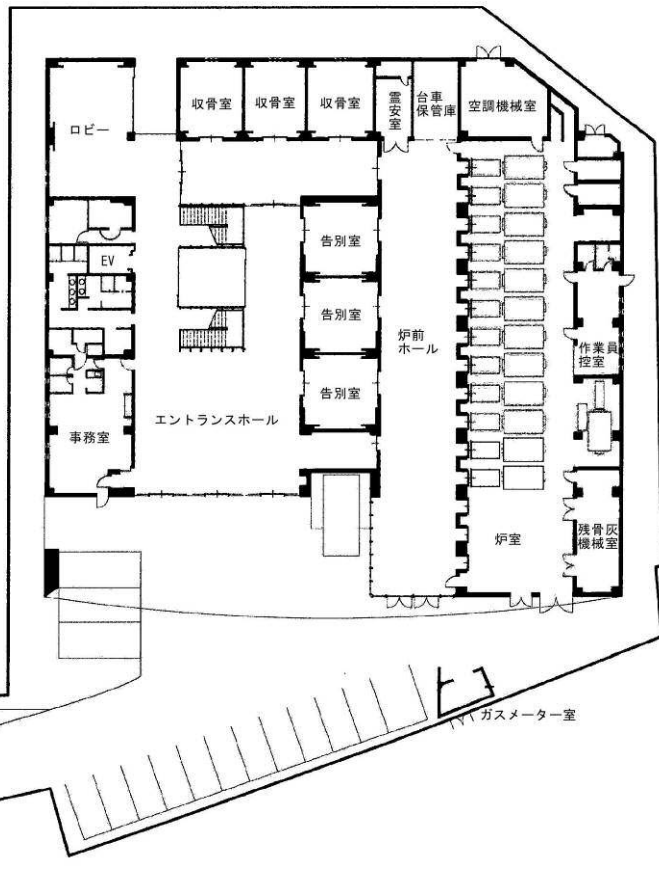 収骨室
収骨室
収骨室
霊安室
台車
保管庫
空調機械室
ロビー
告別室
EV
告別室
炉前
ホール
作業員
控室
告別室
エントランスホール
事務室
残骨灰
機械室
炉室
ガスメーター室